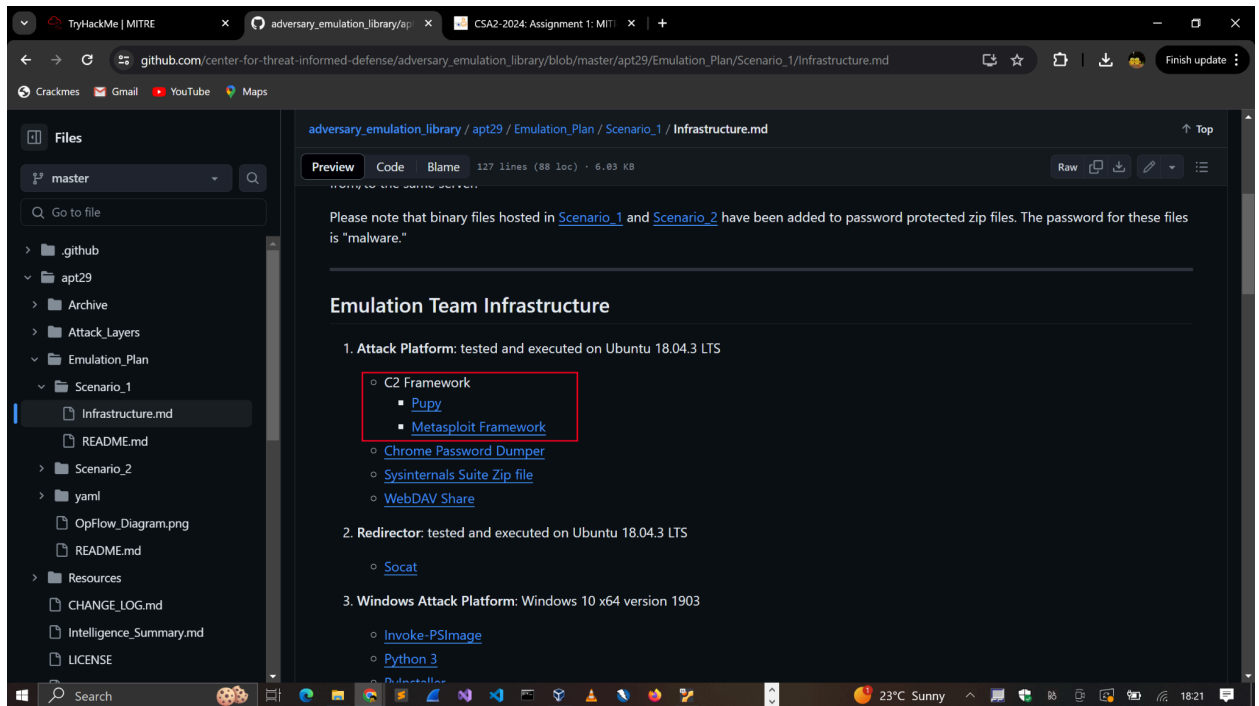 TryHackMe | MITRE
adversary_emulation_library/ap
CSA2-2024: Assignment 1: MIT
github.com/center-for-threat-informed-defense/adversary_emulation_library/blob/master/apt29/Emulation_Plan/Scenario_1/Infrastructure.md
Finish update
Crackmes Gmail YouTube Maps
Files
master
Go to file
.github
apt29
Archive
Attack_Layers
Emulation_Plan
Scenario_1
Infrastructure.md
README.md
Scenario_2
yaml
OpFlow_Diagram.png
README.md
Resources
CHANGE_LOG.md
Intelligence_Summary.md
LICENSE
adversary_emulation_library / apt29 / Emulation_Plan / Scenario_1 / Infrastructure.md
Top
Preview Code Blame 127 lines (88 loc) · 6.03 KB
Raw
from/to the same server.
Please note that binary files hosted in Scenario_1 and Scenario_2 have been added to password protected zip files. The password for these files
is "malware."
Emulation Team Infrastructure
1. Attack Platform: tested and executed on Ubuntu 18.04.3 LTS
C2 Framework
Pupy
Metasploit Framework
Chrome Password Dumper
Sysinternals Suite Zip file
WebDAV Share
2. Redirector: tested and executed on Ubuntu 18.04.3 LTS
Socat
3. Windows Attack Platform: Windows 10 x64 version 1903
Invoke-PSImage
Python 3
PyInstaller
Search
23°C Sunny
18:21